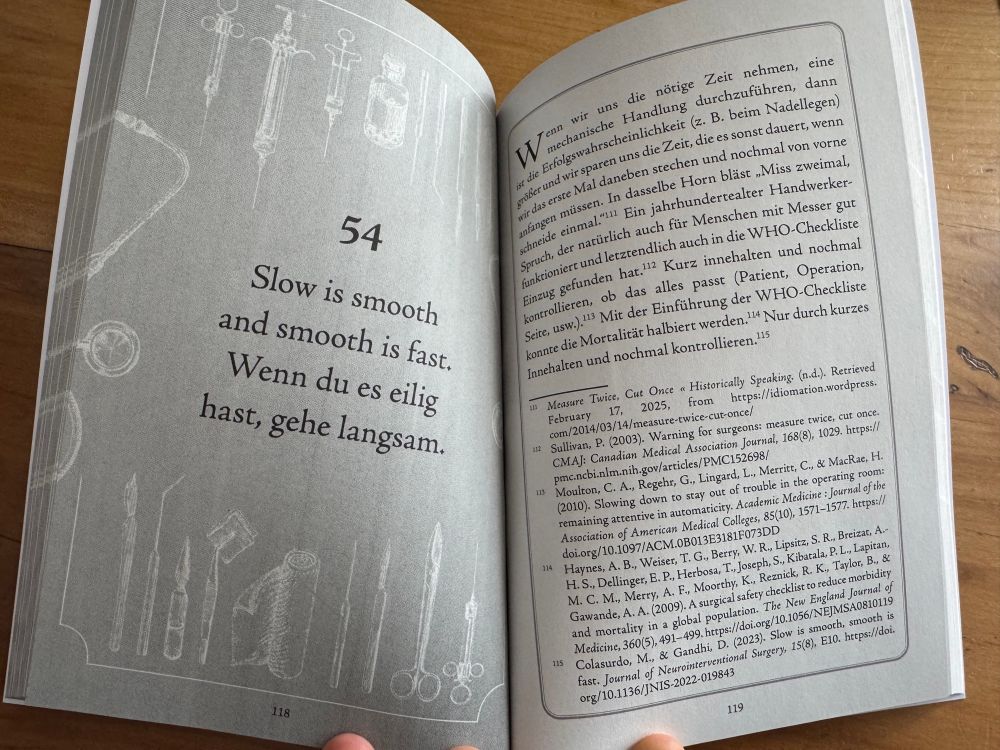 54
Slow is smooth
and smooth is fast.
Wenn du es eilig
hast, gehe langsam.
118
Wenn wir uns die nötige Zeit nehmen, eine
mechanische Handlung durchzuführen, dann
ist die Erfolgswahrscheinlichkeit (z. B. beim Nadellegen)
größer und wir sparen uns die Zeit, die es sonst dauert, wenn
wir das erste Mal daneben stechen und nochmal von vorne
anfangen müssen. In dasselbe Horn bläst „Miss zweimal,
schneide einmal.“¹¹¹ Ein jahrhundertealter Handwerker-
Spruch, der natürlich auch für Menschen mit Messer gut
funktioniert und letztendlich auch in die WHO-Checkliste
Einzug gefunden hat.¹¹² Kurz innehalten und nochmal
kontrollieren, ob das alles passt (Patient, Operation,
Seite, usw.).¹¹³ Mit der Einführung der WHO-Checkliste
konnte die Mortalität halbiert werden.¹¹⁴ Nur durch kurzes
Innehalten und nochmal kontrollieren.¹¹⁵
111 Measure Twice, Cut Once « Historically Speaking. (n.d.). Retrieved
February 17, 2025, from https://idiomation.wordpress.
com/2014/03/14/measure-twice-cut-once/
112 Sullivan, P. (2003). Warning for surgeons: measure twice, cut once.
CMAJ: Canadian Medical Association Journal, 168(8), 1029. https://
pmc.ncbi.nlm.nih.gov/articles/PMC152698/
113 Moulton, C. A., Regehr, G., Lingard, L., Merritt, C., & MacRae, H.
(2010). Slowing down to stay out of trouble in the operating room:
remaining attentive in automaticity. Academic Medicine : Journal of the
Association of American Medical Colleges, 85(10), 1571–1577. https://
doi.org/10.1097/ACM.0B013E3181F073DD
114 Haynes, A. B., Weiser, T. G., Berry, W. R., Lipsitz, S. R., Breizat, A.-
H. S., Dellinger, E. P., Herbosa, T., Joseph, S., Kibatala, P. L., Lapitan,
M. C. M., Merry, A. F., Moorthy, K., Reznick, R. K., Taylor, B., &
Gawande, A. A. (2009). A surgical safety checklist to reduce morbidity
and mortality in a global population. The New England Journal of
Medicine, 360(5), 491–499. https://doi.org/10.1056/NEJMSA0810119
115 Colasurdo, M., & Gandhi, D. (2023). Slow is smooth, smooth is
fast. Journal of Neurointerventional Surgery, 15(8), E10. https://doi.
org/10.1136/JNIS-2022-019843
119